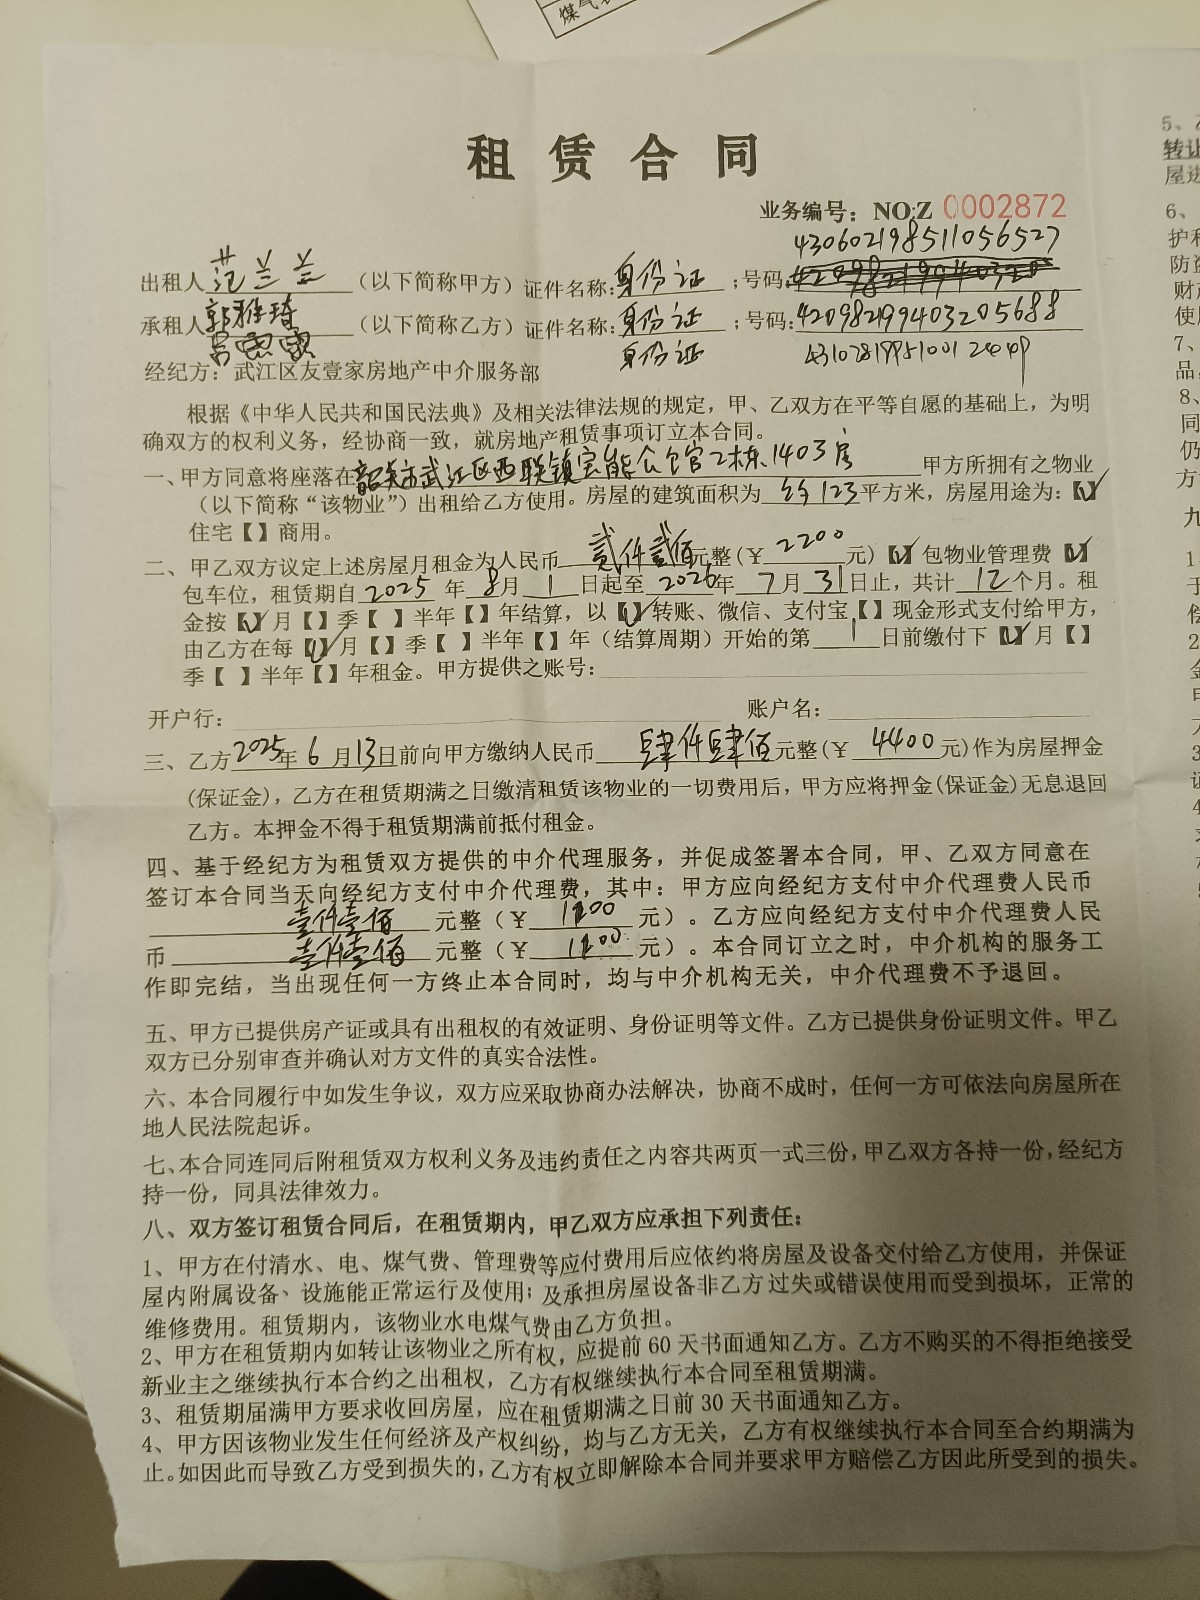 煤气
租赁合同
业务编号：NO:Z 0002872
430602198511056527
出租人 范兰兰 （以下简称甲方）证件名称：身份证；号码：
承租人 郭雅琦 （以下简称乙方）证件名称：身份证；号码：420982199403205688
身份证
经纪方：武江区友壹家房地产中介服务部
根据《中华人民共和国民法典》及相关法律法规的规定，甲、乙双方在平等自愿的基础上，为明
确双方的权利义务，经协商一致，就房地产租赁事项订立本合同。
一、甲方同意将座落在韶关市武江区西联镇宝能公馆2栋1403房 甲方所拥有之物业
（以下简称“该物业”）出租给乙方使用。房屋的建筑面积为 约123 平方米，房屋用途为：【✓】
住宅【】商用。
二、甲乙双方议定上述房屋月租金为人民币 贰仟贰佰 元整(￥ 2200 元)【✓】包物业管理费【✓】
包车位，租赁期自 2025 年 8 月 1 日起至 2026 年 7 月 31 日止，共计 12 个月。租
金按【✓】月【】季【】半年【】年结算，以【✓】转账、微信、支付宝【】现金形式支付给甲方，
由乙方在每【✓】月【】季【】半年【】年（结算周期）开始的第 1 日前缴付下【✓】月【】
季【】半年【】年租金。甲方提供之账号：
开户行： 账户名：
三、乙方 2025年 6 月 13 日前向甲方缴纳人民币 肆仟肆佰 元整(￥ 4400 元)作为房屋押金
(保证金)，乙方在租赁期满之日缴清租赁该物业的一切费用后，甲方应将押金(保证金)无息退回
乙方。本押金不得于租赁期满前抵付租金。
四、基于经纪方为租赁双方提供的中介代理服务，并促成签署本合同，甲、乙双方同意在
签订本合同当天向经纪方支付中介代理费，其中：甲方应向经纪方支付中介代理费人民币
壹仟壹佰 元整（￥ 1100 元）。乙方应向经纪方支付中介代理费人民
币 壹仟壹佰 元整（￥ 1100 元）。本合同订立之时，中介机构的服务工
作即完结，当出现任何一方终止本合同时，均与中介机构无关，中介代理费不予退回。
五、甲方已提供房产证或具有出租权的有效证明、身份证明等文件。乙方已提供身份证明文件。甲乙
双方已分别审查并确认对方文件的真实合法性。
六、本合同履行中如发生争议，双方应采取协商办法解决，协商不成时，任何一方可依法向房屋所在
地人民法院起诉。
七、本合同连同后附租赁双方权利义务及违约责任之内容共两页一式三份，甲乙双方各持一份，经纪方
持一份，同具法律效力。
八、双方签订租赁合同后，在租赁期内，甲乙双方应承担下列责任：
1、甲方在付清水、电、煤气费、管理费等应付费用后应依约将房屋及设备交付给乙方使用，并保证
屋内附属设备、设施能正常运行及使用；及承担房屋设备非乙方过失或错误使用而受到损坏，正常的
维修费用。租赁期内，该物业水电煤气费由乙方负担。
2、甲方在租赁期内如转让该物业之所有权，应提前 60 天书面通知乙方。乙方不购买的不得拒绝接受
新业主之继续执行本合约之出租权，乙方有权继续执行本合同至租赁期满。
3、租赁期届满甲方要求收回房屋，应在租赁期满之日前 30 天书面通知乙方。
4、甲方因该物业发生任何经济及产权纠纷，均与乙方无关，乙方有权继续执行本合同至合约期满为
止。如因此而导致乙方受到损失的，乙方有权立即解除本合同并要求甲方赔偿乙方因此所受到的损失。
5、
转让
屋
6、
护和
防盗
财产
使用
7、
品，
8、
同
仍
方
九
1
于
偿
2
金
甲
3
证
4